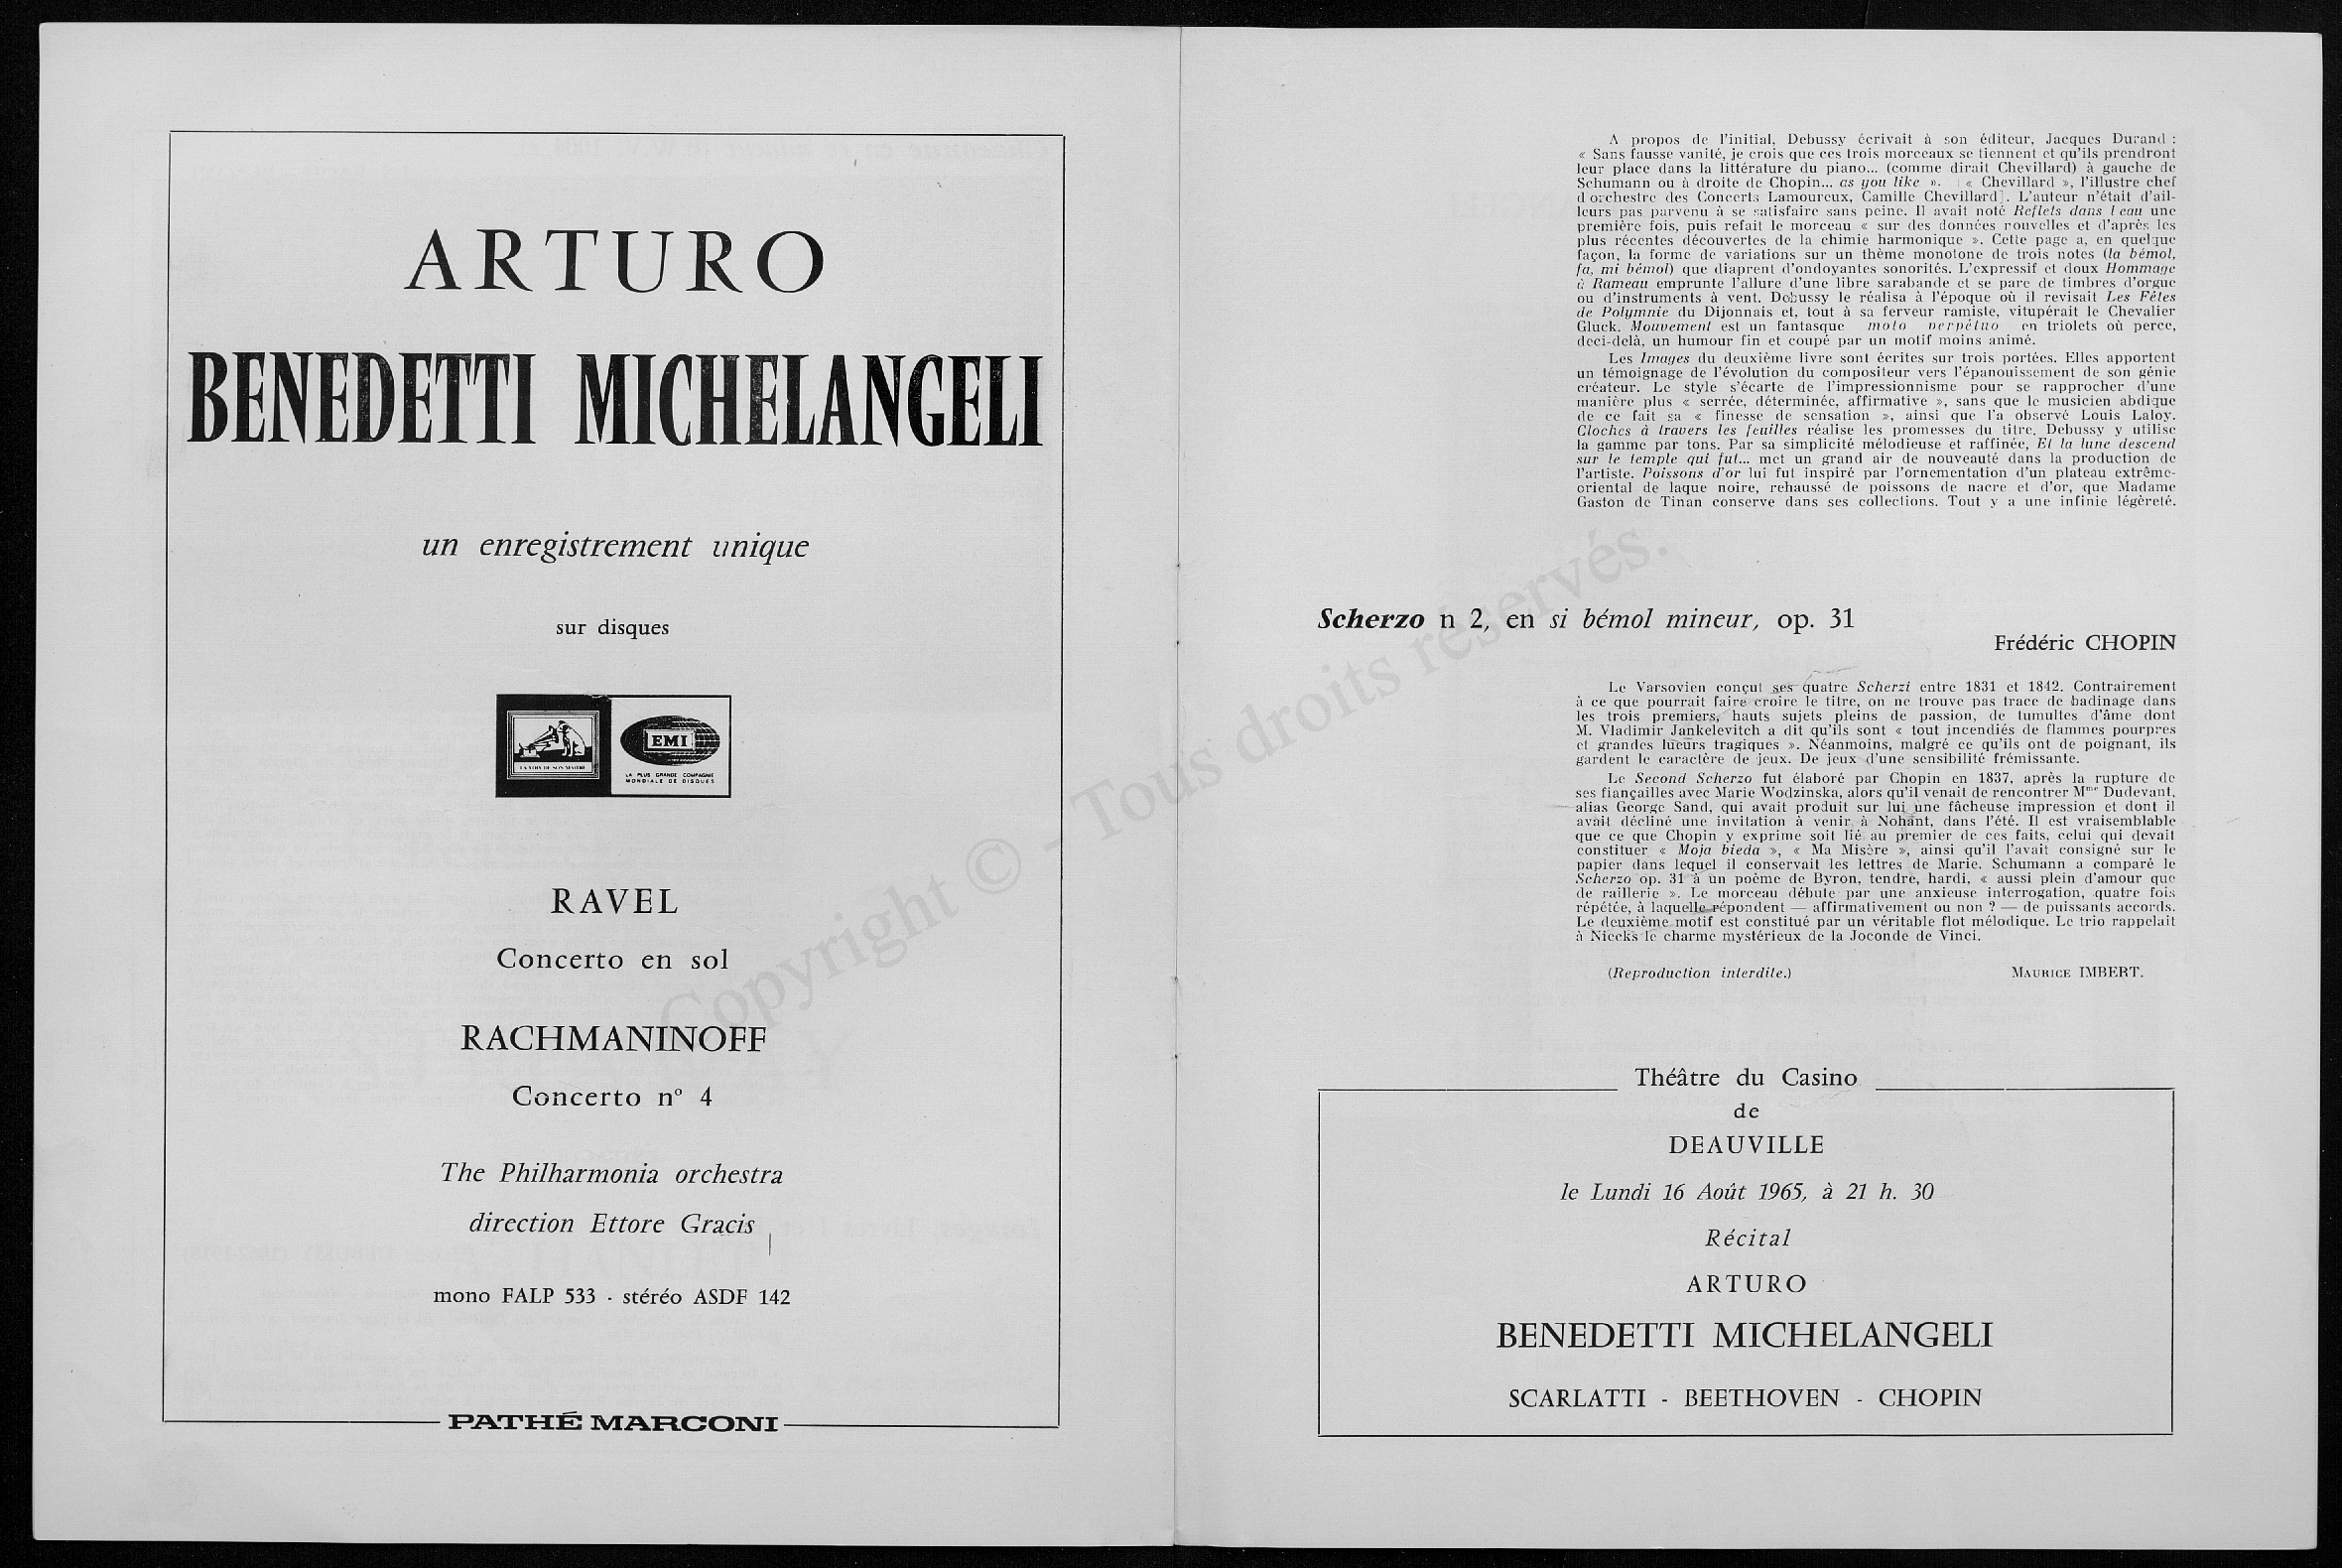 ARTURO
BENEDETTI MICHELANGELI
un enregistrement unique
sur disques
LA VOIX DE SON MAITRE
EMI
LA PLUS GRANDE COMPAGNIE
MONDIALE DE DISQUES
RAVEL
Concerto en sol
RACHMANINOFF
Concerto n° 4
The Philharmonia orchestra
direction Ettore Gracis
mono FALP 533 - stéréo ASDF 142
PATHÉ MARCONI
A propos de l'initial, Debussy écrivait à son éditeur, Jacques Durand :
« Sans fausse vanité, je crois que ces trois morceaux se tiennent et qu'ils prendront
leur place dans la littérature du piano... (comme dirait Chevillard) à gauche de
Schumann ou à droite de Chopin... as you like ». [« Chevillard », l'illustre chef
d'orchestre des Concerts Lamoureux, Camille Chevillard]. L'auteur n'était d'ail-
leurs pas parvenu à se satisfaire sans peine. Il avait noté Reflets dans l'eau une
première fois, puis refait le morceau « sur des données nouvelles et d'après les
plus récentes découvertes de la chimie harmonique ». Cette page a, en quelque
façon, la forme de variations sur un thème monotone de trois notes (la bémol,
fa, mi bémol) que diaprent d'ondoyantes sonorités. L'expressif et doux Hommage
à Rameau emprunte l'allure d'une libre sarabande et se pare de timbres d'orgue
ou d'instruments à vent. Debussy le réalisa à l'époque où il revisait Les Fêtes
de Polymnie du Dijonnais et, tout à sa ferveur ramiste, vitupérait le Chevalier
Gluck. Mouvement est un fantasque moto perpétuo en triolets où perce,
deci-delà, un humour fin et coupé par un motif moins animé.
Les Images du deuxième livre sont écrites sur trois portées. Elles apportent
un témoignage de l'évolution du compositeur vers l'épanouissement de son génie
créateur. Le style s'écarte de l'impressionnisme pour se rapprocher d'une
manière plus « serrée, déterminée, affirmative », sans que le musicien abdique
de ce fait sa « finesse de sensation », ainsi que l'a observé Louis Laloy.
Cloches à travers les feuilles réalise les promesses du titre. Debussy y utilise
la gamme par tons. Par sa simplicité mélodieuse et raffinée, Et la lune descend
sur le temple qui fut... met un grand air de nouveauté dans la production de
l'artiste. Poissons d'or lui fut inspiré par l'ornementation d'un plateau extrême-
oriental de laque noire, rehaussé de poissons de nacre et d'or, que Madame
Gaston de Tinan conserve dans ses collections. Tout y a une infinie légèreté.
Scherzo n 2, en si bémol mineur, op. 31
Frédéric CHOPIN
Le Varsovien conçut ses quatre Scherzi entre 1831 et 1842. Contrairement
à ce que pourrait faire croire le titre, on ne trouve pas trace de badinage dans
les trois premiers, hauts sujets pleins de passion, de tumultes d'âme dont
M. Vladimir Jankelevitch a dit qu'ils sont « tout incendiés de flammes pourpres
et grandes lueurs tragiques ». Néanmoins, malgré ce qu'ils ont de poignant, ils
gardent le caractère de jeux. De jeux d'une sensibilité frémissante.
Le Second Scherzo fut élaboré par Chopin en 1837, après la rupture de
ses fiançailles avec Marie Wodzinska, alors qu'il venait de rencontrer Mme Dudevant,
alias George Sand, qui avait produit sur lui une fâcheuse impression et dont il
avait décliné une invitation à venir à Nohant, dans l'été. Il est vraisemblable
que ce que Chopin y exprime soit lié au premier de ces faits, celui qui devait
constituer « Moja bieda », « Ma Misère », ainsi qu'il l'avait consigné sur le
papier dans lequel il conservait les lettres de Marie. Schumann a comparé le
Scherzo op. 31 à un poème de Byron, tendre, hardi, « aussi plein d'amour que
de raillerie ». Le morceau débute par une anxieuse interrogation, quatre fois
répétée, à laquelle répondent — affirmativement ou non ? — de puissants accords.
Le deuxième motif est constitué par un véritable flot mélodique. Le trio rappelait
à Niecks le charme mystérieux de la Joconde de Vinci.
(Reproduction interdite.) MAURICE IMBERT.
Théâtre du Casino
de
DEAUVILLE
le Lundi 16 Août 1965, à 21 h. 30
Récital
ARTURO
BENEDETTI MICHELANGELI
SCARLATTI - BEETHOVEN - CHOPIN
Copyright © - Tous droits réservés.